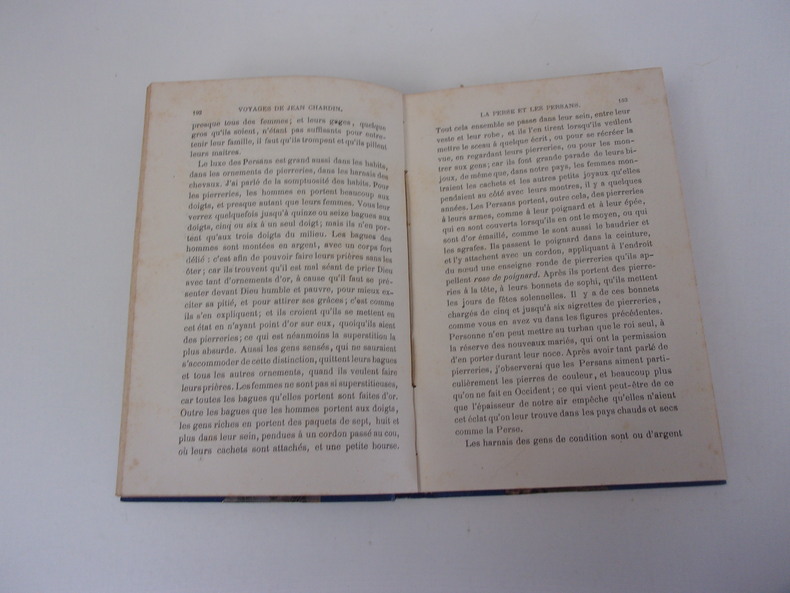 102 VOYAGES DE JEAN CHARDIN,
presque tous des femmes; et leurs gages, quelque
gros qu'ils soient, n'étant pas suffisants pour entre-
tenir leur famille, il faut qu'ils trompent et qu'ils pillent
leurs maîtres.
Le luxe des Persans est grand aussi dans les habits,
dans les ornements de pierreries, dans les harnais des
chevaux. J'ai parlé de la somptuosité des habits. Pour
les pierreries, les hommes en portent beaucoup aux
doigts, et presque autant que leurs femmes. Vous leur
verrez quelquefois jusqu'à quinze ou seize bagues aux
doigts, cinq ou six à un seul doigt; mais ils n'en por-
tent qu'aux trois doigts du milieu. Les bagues des
hommes sont montées en argent, avec un corps fort
délié : c'est afin de pouvoir faire leurs prières sans les
ôter; car ils trouvent qu'il est mal séant de prier Dieu
avec tant d'ornements d'or, à cause qu'il faut se pré-
senter devant Dieu humble et pauvre, pour mieux ex-
citer sa pitié, et pour attirer ses grâces; c'est comme
ils s'en expliquent; et ils croient qu'ils se mettent en
cet état en n'ayant point d'or sur eux, quoiqu'ils aient
des pierreries; ce qui est néanmoins la superstition la
plus absurde. Aussi les gens sensés, qui ne sauraient
s'accommoder de cette distinction, quittent leurs bagues
et tous les autres ornements, quand ils veulent faire
leurs prières. Les femmes ne sont pas si superstitieuses,
car toutes les bagues qu'elles portent sont faites d'or.
Outre les bagues que les hommes portent aux doigts,
les gens riches en portent des paquets de sept, huit et
plus dans leur sein, pendues à un cordon passé au cou,
où leurs cachets sont attachés, et une petite bourse.
LA PERSE ET LES PERSANS. 103
Tout cela ensemble se passe dans leur sein, entre leur
veste et leur robe, et ils l'en tirent lorsqu'ils veulent
mettre le sceau à quelque écrit, ou pour se récréer la
vue, en regardant leurs pierreries, ou pour les mon-
trer aux gens; car ils font grande parade de leurs bi-
joux, de même que, dans notre pays, les femmes mon-
traient les cachets et les autres petits joyaux qu'elles
pendaient au côté avec leurs montres, il y a quelques
années. Les Persans portent, outre cela, des pierreries
à leurs armes, comme à leur poignard et à leur épée,
qui en sont couverts lorsqu'ils en ont le moyen, ou qui
sont d'or émaillé, comme le sont aussi le baudrier et
les agrafes. Ils passent le poignard dans la ceinture,
et l'y attachent avec un cordon, appliquant à l'endroit
du nœud une enseigne ronde de pierreries qu'ils ap-
pellent rose de poignard. Après ils portent des pierre-
ries à la tête, à leurs bonnets de sophi, qu'ils mettent
les jours de fêtes solennelles. Il y a de ces bonnets
chargés de cinq et jusqu'à six aigrettes de pierreries,
comme vous en avez vu dans les figures précédentes.
Personne n'en peut mettre au turban que le roi seul, à
la réserve des nouveaux mariés, qui ont la permission
d'en porter durant leur noce. Après avoir tant parlé de
pierreries, j'observerai que les Persans aiment parti-
culièrement les pierres de couleur, et beaucoup plus
qu'on ne fait en Occident; ce qui vient peut-être de ce
que l'épaisseur de notre air empêche qu'elles n'aient
cet éclat qu'on leur trouve dans les pays chauds et secs
comme la Perse.
Les harnais des gens de condition sont ou d'argent